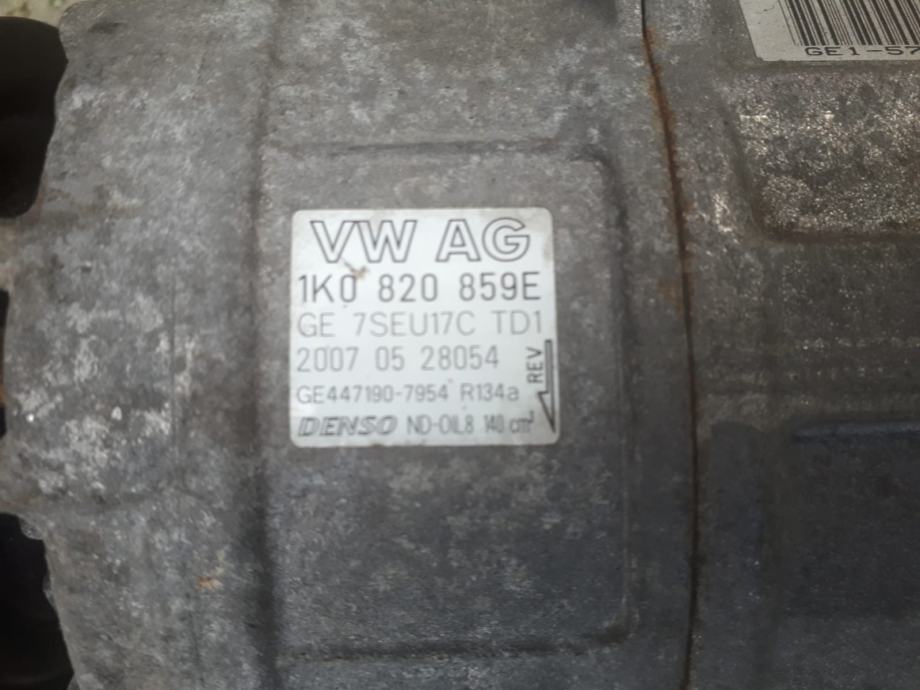 GE1-57
VW AG
1K0 820 859E
GE 7SEU17C TD1
2007 05 28054
REV
GE447190-7954 R134a
DENSO ND-OIL8 140 cm³